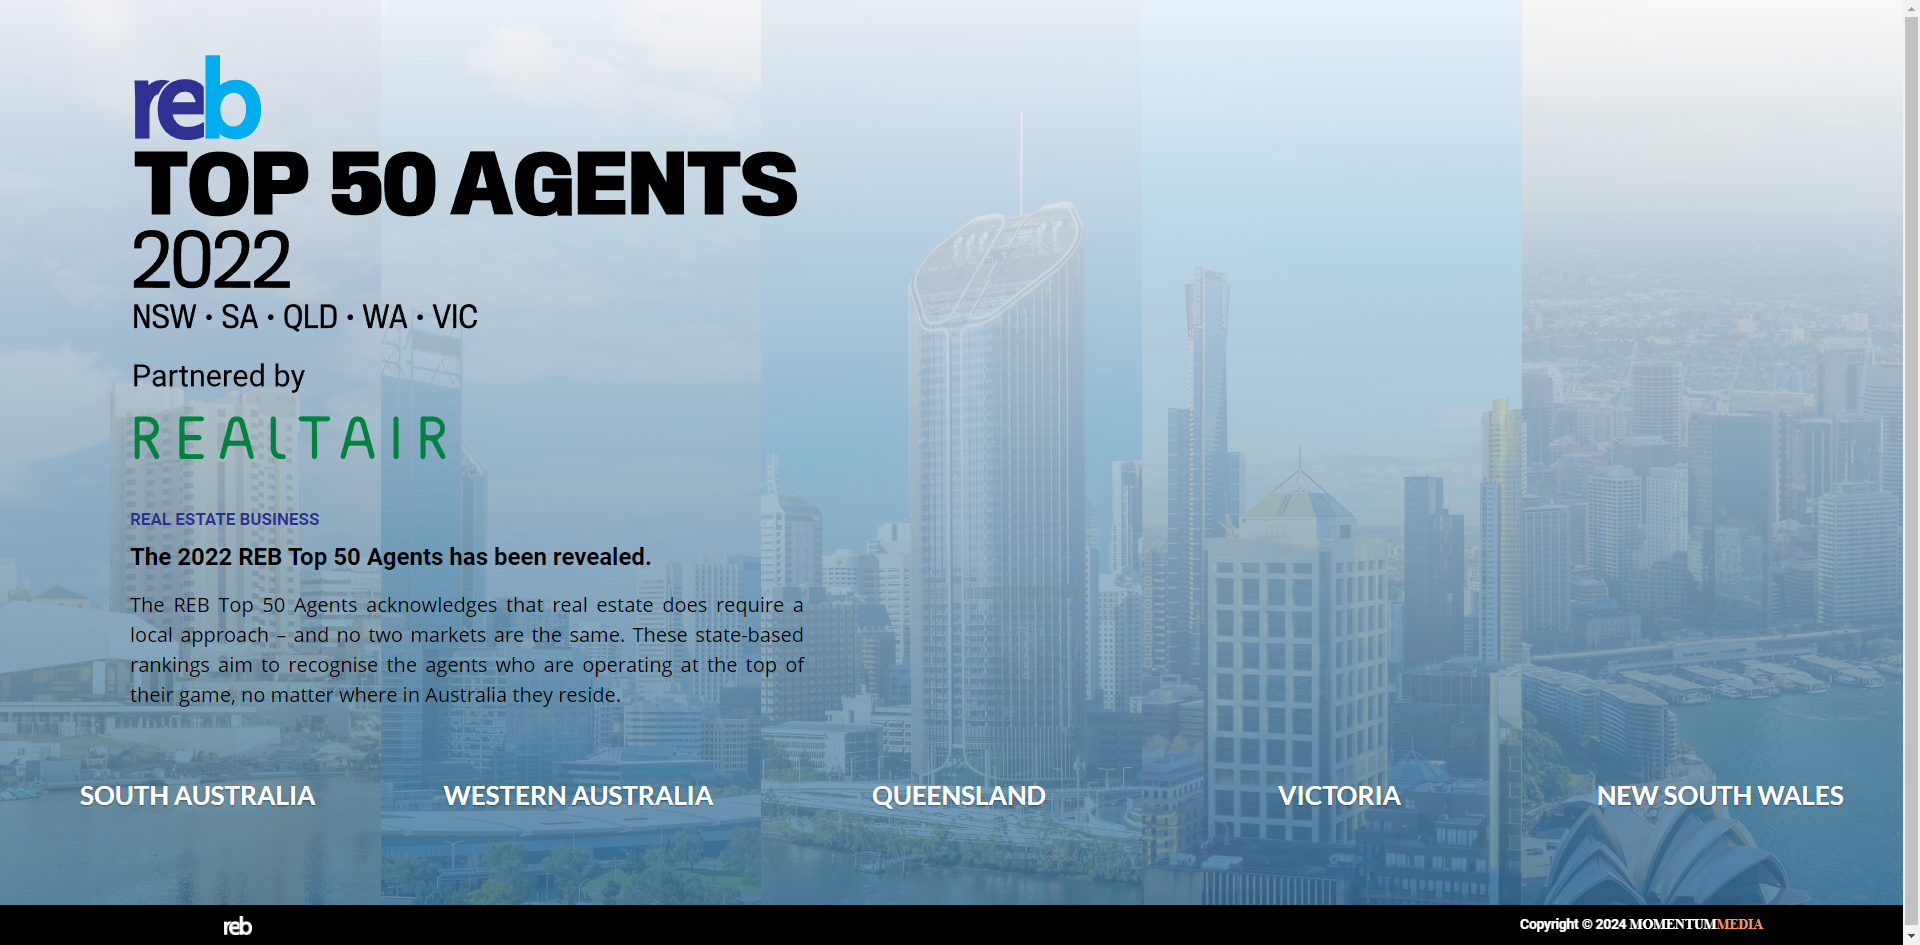 reb
TOP 50 AGENTS
2022
NSW • SA • QLD • WA • VIC
Partnered by
REALTAIR
REAL ESTATE BUSINESS
The 2022 REB Top 50 Agents has been revealed.
The REB Top 50 Agents acknowledges that real estate does require a
local approach – and no two markets are the same. These state-based
rankings aim to recognise the agents who are operating at the top of
their game, no matter where in Australia they reside.
SOUTH AUSTRALIA
WESTERN AUSTRALIA
QUEENSLAND
VICTORIA
NEW SOUTH WALES
reb
Copyright © 2024 MOMENTUMMEDIA